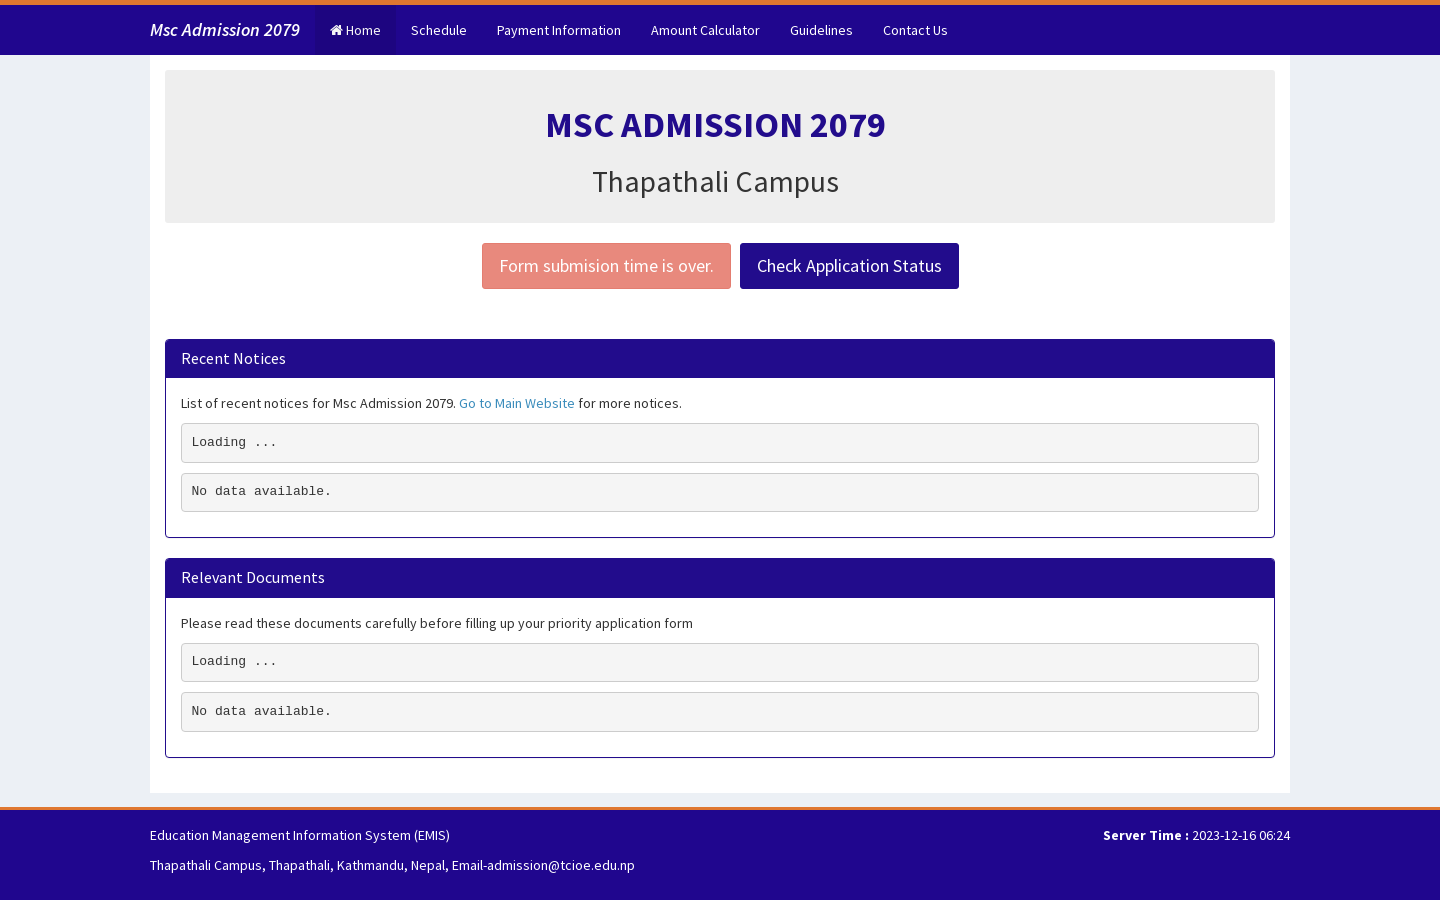 Msc Admission 2079
Home
Schedule
Payment Information
Amount Calculator
Guidelines
Contact Us
MSC ADMISSION 2079
Thapathali Campus
Form submision time is over.
Check Application Status
Recent Notices
List of recent notices for Msc Admission 2079. Go to Main Website for more notices.
Loading ...
No data available.
Relevant Documents
Please read these documents carefully before filling up your priority application form
Loading ...
No data available.
Education Management Information System (EMIS)
Server Time : 2023-12-16 06:24
Thapathali Campus, Thapathali, Kathmandu, Nepal, Email-admission@tcioe.edu.np